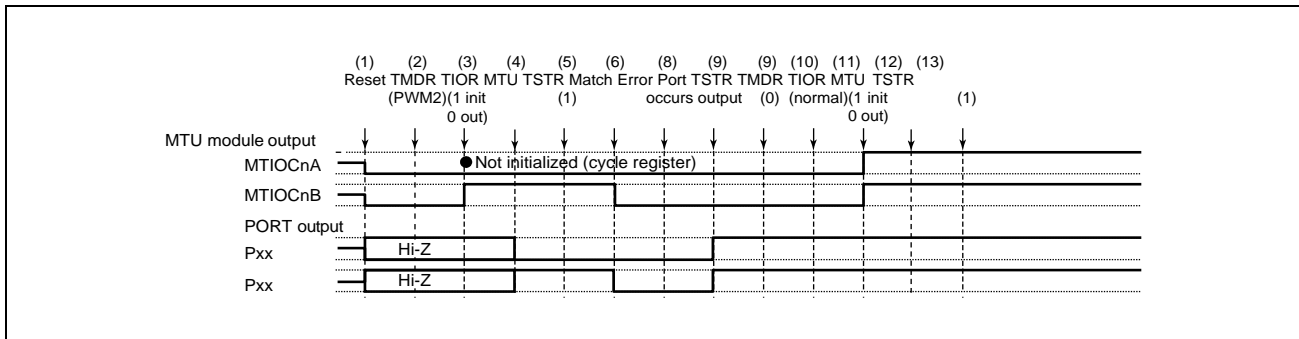 (1) (2) (3) (4) (5) (6) (8) (9) (9) (10) (11) (12) (13)
Reset TMDR TIOR MTU TSTR Match Error Port TSTR TMDR TIOR MTU TSTR
(PWM2)(1 init (1) occurs output (0) (normal)(1 init (1)
0 out) 0 out)
MTU module output
MTIOCnA
● Not initialized (cycle register)
MTIOCnB
PORT output
Pxx Hi-Z
Pxx Hi-Z